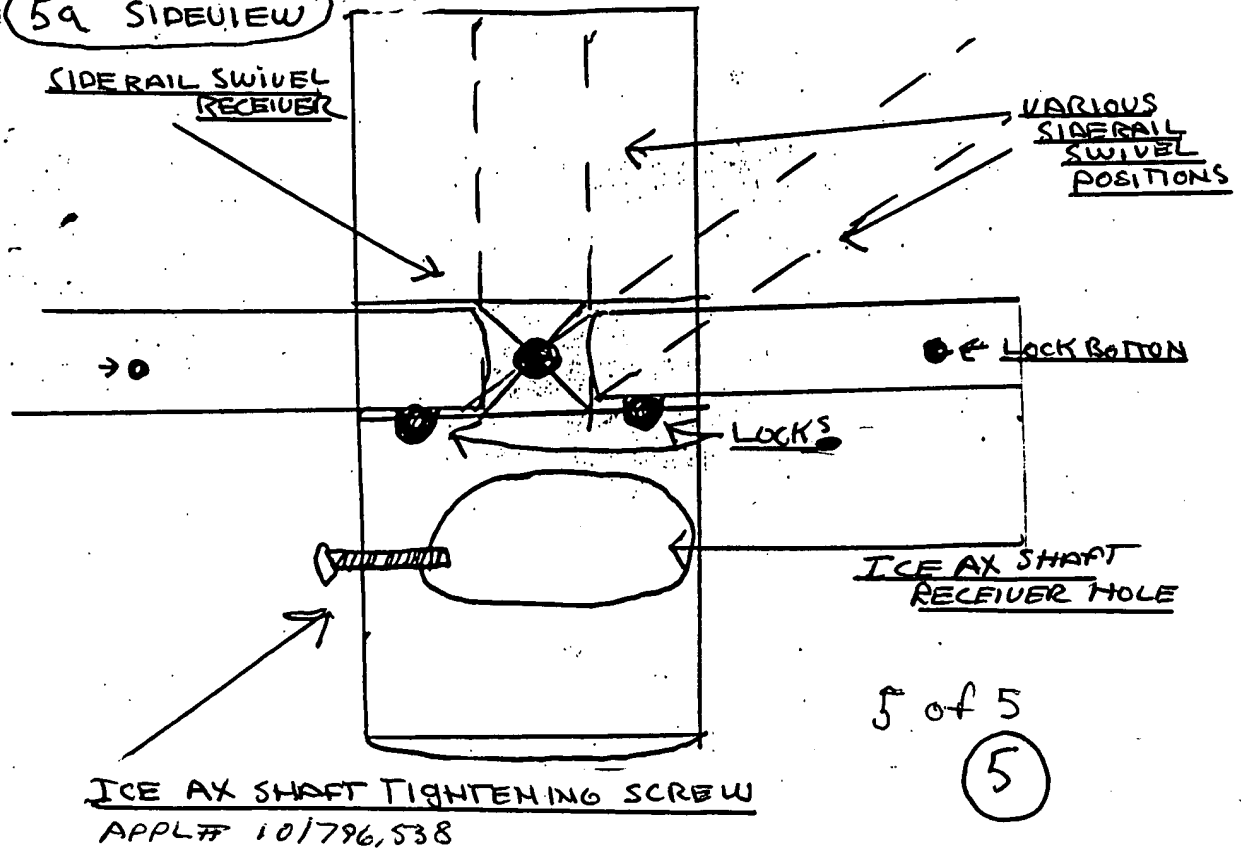 5a SIDEVIEW
SIDERAIL SWIVEL
RECEIVER
VARIOUS
SIDERAIL
SWIVEL
POSITIONS
LOCK BOTTON
LOCKS
ICE AX SHAFT
RECEIVER HOLE
5 of 5
5
ICE AX SHAFT TIGHTENING SCREW
APPL# 10/796,538